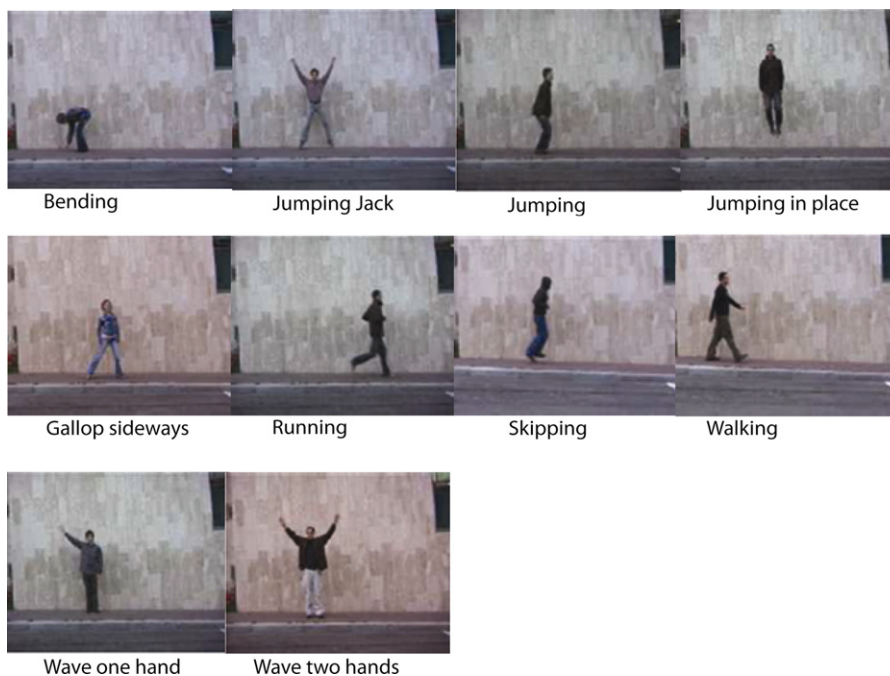 Bending
Jumping Jack
Jumping
Jumping in place
Gallop sideways
Running
Skipping
Walking
Wave one hand
Wave two hands